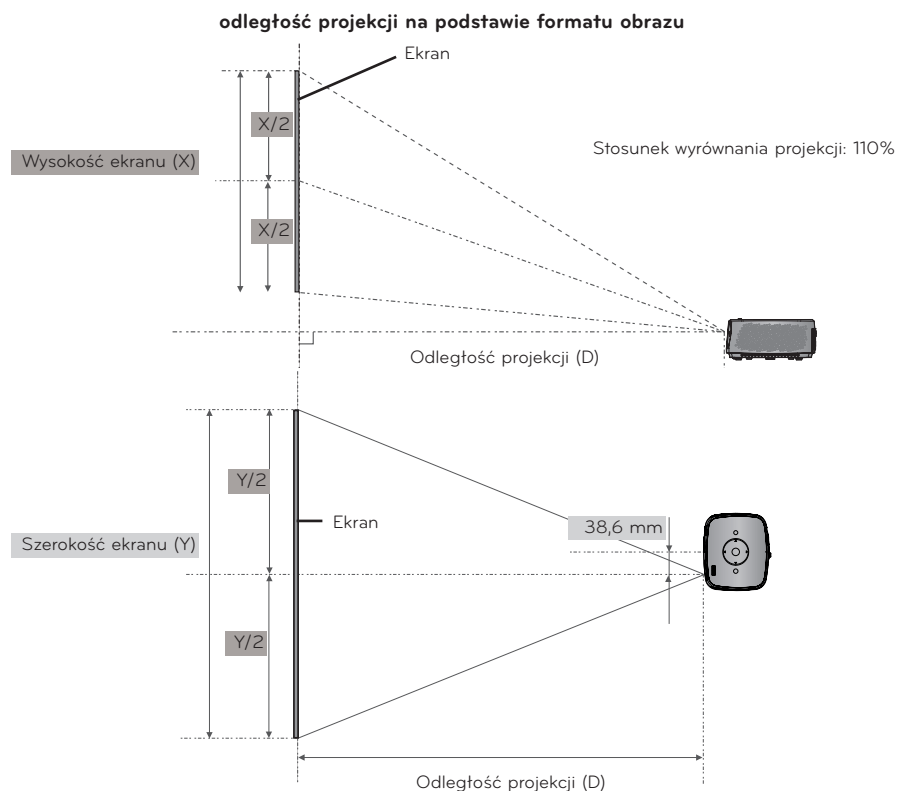 odległość projekcji na podstawie formatu obrazu
Ekran
X/2
Stosunek wyrównania projekcji: 110%
Wysokość ekranu (X)
X/2
Odległość projekcji (D)
Y/2
Ekran
38,6 mm
Szerokość ekranu (Y)
Y/2
Odległość projekcji (D)